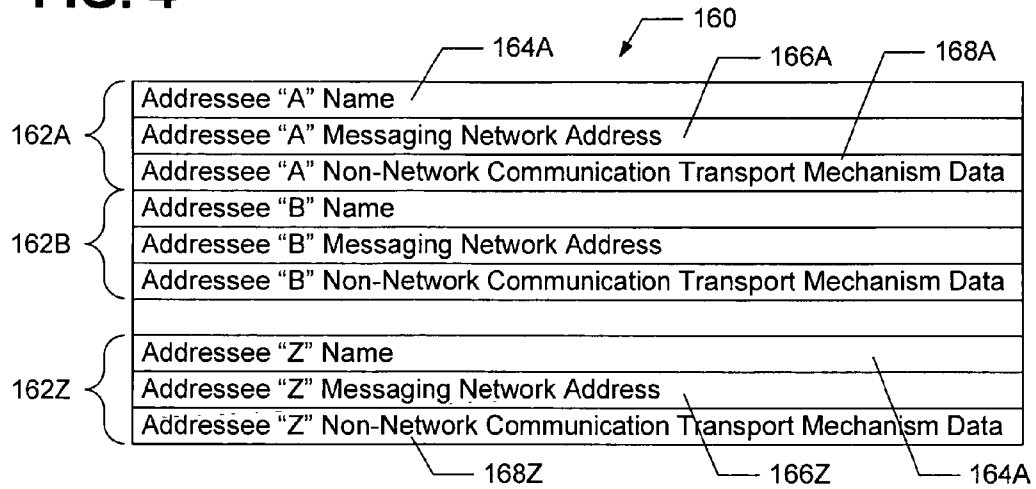 FIG. 4
160
164A
166A
168A
Addressee “A” Name
162A
Addressee “A” Messaging Network Address
Addressee “A” Non-Network Communication Transport Mechanism Data
Addressee “B” Name
162B
Addressee “B” Messaging Network Address
Addressee “B” Non-Network Communication Transport Mechanism Data
Addressee “Z” Name
162Z
Addressee “Z” Messaging Network Address
Addressee “Z” Non-Network Communication Transport Mechanism Data
168Z
166Z
164A